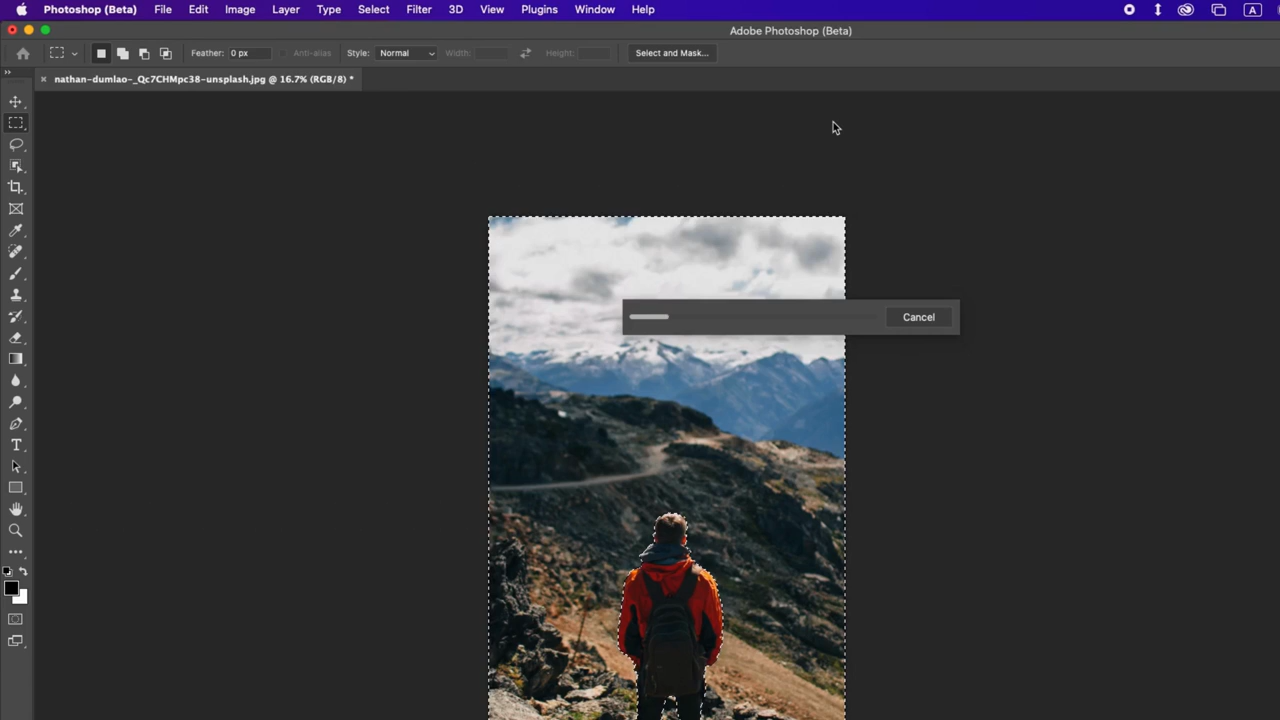 Photoshop (Beta) File Edit Image Layer Type Select Filter 3D View Plugins Window Help A
Adobe Photoshop (Beta)
Feather: 0 px Anti-alias Style: Normal Width: Height: Select and Mask...
nathan-dumlao-_Qc7CHMpc38-unsplash.jpg @ 16.7% (RGB/8) *
Cancel
T